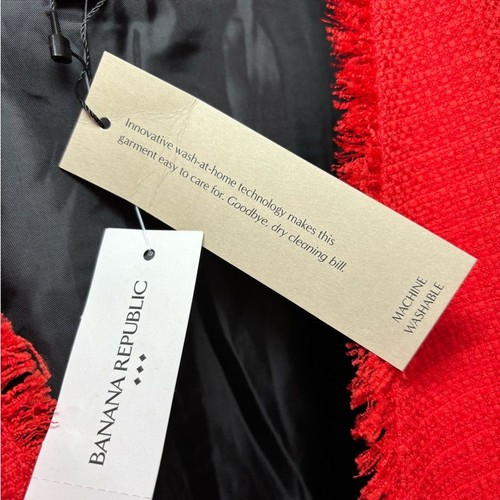 Innovative wash-at-home technology makes this
garment easy to care for. Goodbye, dry cleaning bill.
MACHINE
WASHABLE
BANANA REPUBLIC